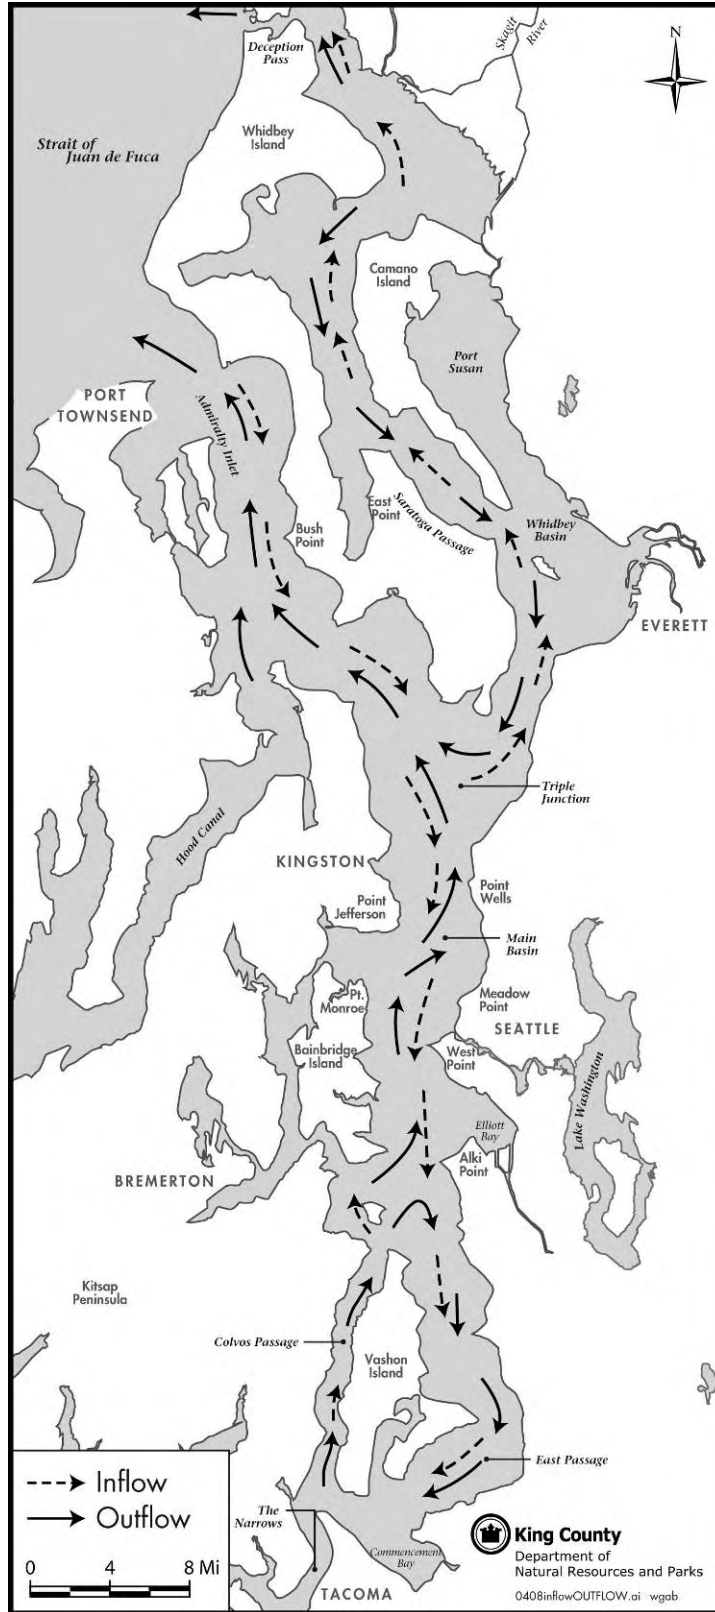 N
Skagit
River
Deception
Pass
Whidbey
Island
Strait of
Juan de Fuca
Camano
Island
Port
Susan
PORT
TOWNSEND
Admiralty Inlet
East
Point
Saratoga Passage
Bush
Point
Whidbey
Basin
EVERETT
Triple
Junction
Hood Canal
KINGSTON
Point
Jefferson
Point
Wells
Main
Basin
Pt.
Monroe
Meadow
Point
SEATTLE
Bainbridge
Island
West
Point
Lake Washington
Elliott
Bay
Alki
Point
BREMERTON
Kitsap
Peninsula
Colvos Passage
Vashon
Island
East Passage
Inflow
Outflow
0 4 8 Mi
The
Narrows
Commencement
Bay
TACOMA
King County
Department of
Natural Resources and Parks
0408inflowOUTFLOW.ai wgab